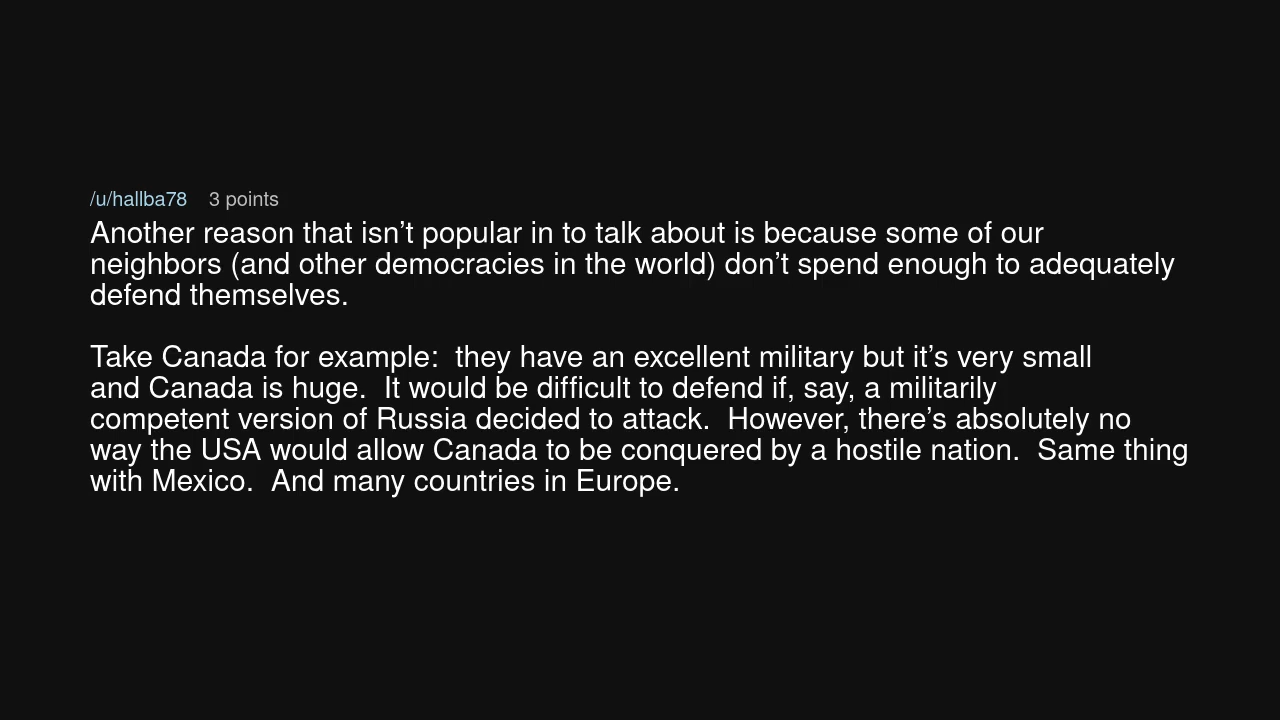 /u/hallba78 3 points
Another reason that isn’t popular in to talk about is because some of our
neighbors (and other democracies in the world) don’t spend enough to adequately
defend themselves.
Take Canada for example:  they have an excellent military but it’s very small
and Canada is huge.  It would be difficult to defend if, say, a militarily
competent version of Russia decided to attack.  However, there’s absolutely no
way the USA would allow Canada to be conquered by a hostile nation.  Same thing
with Mexico.  And many countries in Europe.